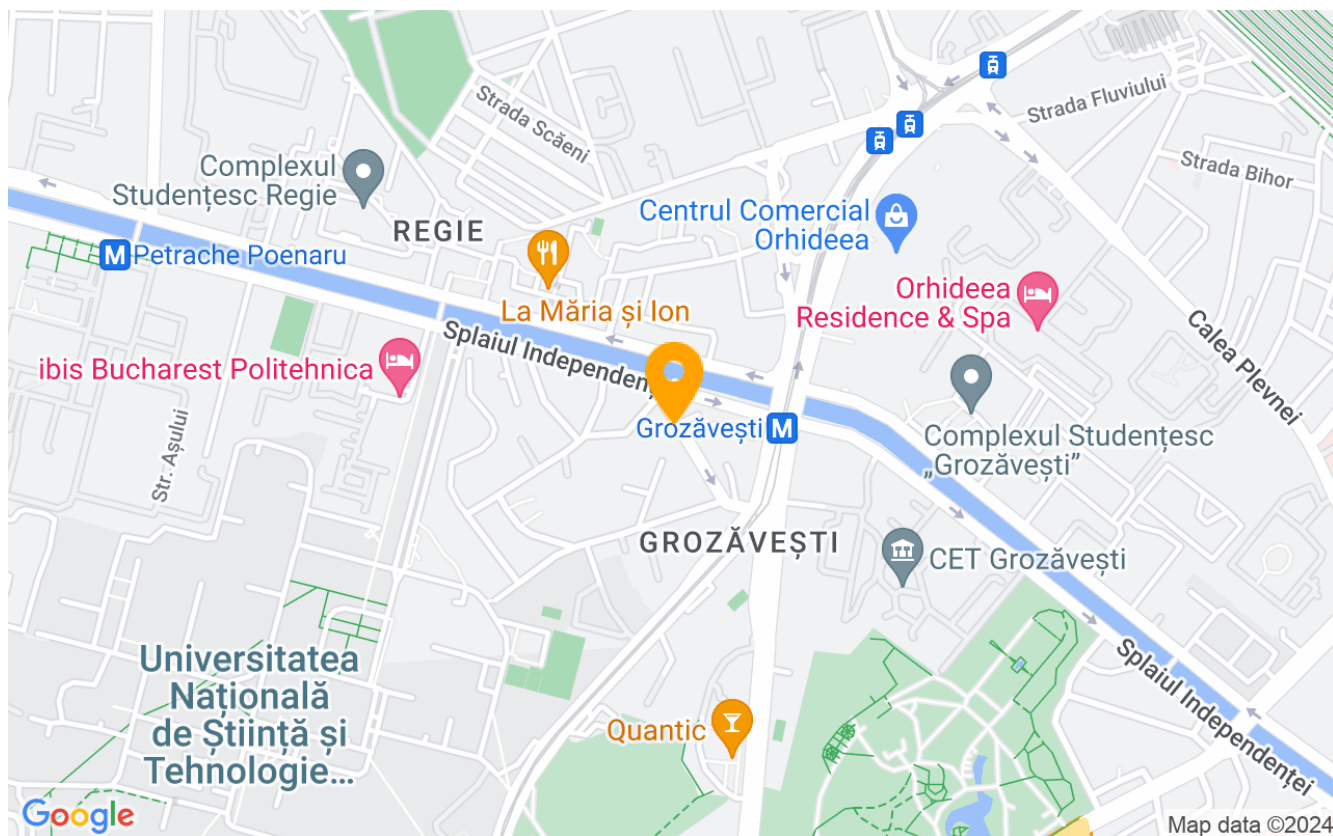 Strada Scăeni
Strada Fluviului
Strada Bihor
Complexul
Studențesc Regie
REGIE
Centrul Comercial
Orhideea
M
Petrache Poenaru
La Măria și Ion
Orhideea
Residence & Spa
Calea Plevnei
Splaiul Independen
ibis Bucharest Politehnica
Str. Așului
Grozăvești
M
Complexul Studențesc
„Grozăvești”
GROZĂVEȘTI
CET Grozăvești
Universitatea
Națională
de Știință și
Tehnologie...
Splaiul Independenței
Quantic
Google
Map data ©2024